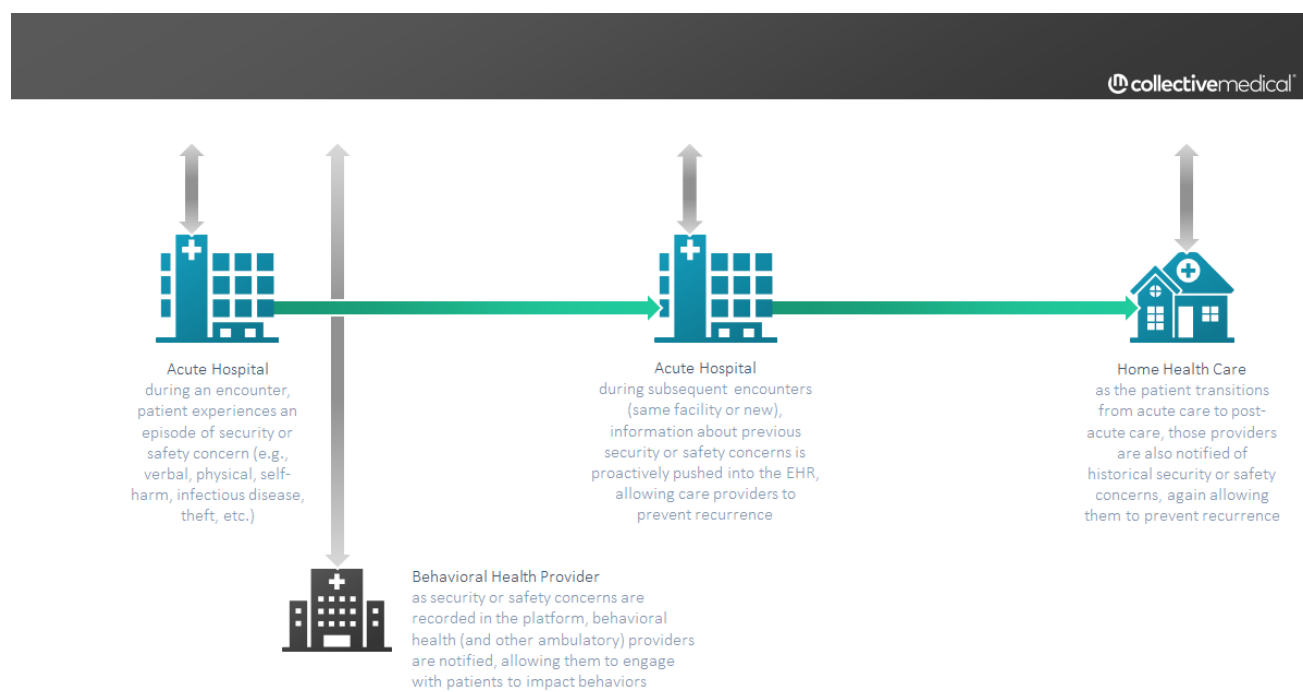 collectivemedical®
Acute Hospital
during an encounter,
patient experiences an
episode of security or
safety concern (e.g.,
verbal, physical, self-
harm, infectious disease,
theft, etc.)
Acute Hospital
during subsequent encounters
(same facility or new),
information about previous
security or safety concerns is
proactively pushed into the EHR,
allowing care providers to
prevent recurrence
Home Health Care
as the patient transitions
from acute care to post-
acute care, those providers
are also notified of
historical security or safety
concerns, again allowing
them to prevent recurrence
Behavioral Health Provider
as security or safety concerns are
recorded in the platform, behavioral
health (and other ambulatory) providers
are notified, allowing them to engage
with patients to impact behaviors